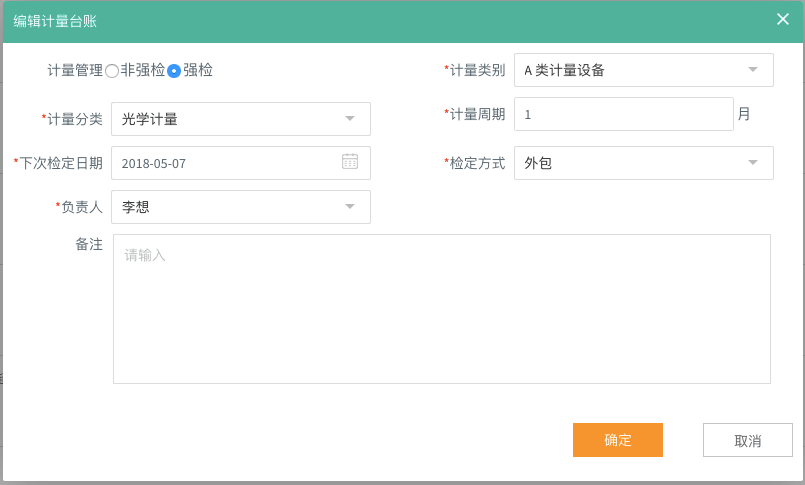 编辑计量台账
计量管理 非强检 强检
*计量类别 A 类计量设备
*计量分类 光学计量
*计量周期 1 月
*下次检定日期 2018-05-07
*检定方式 外包
*负责人 李想
备注 请输入
确定 取消